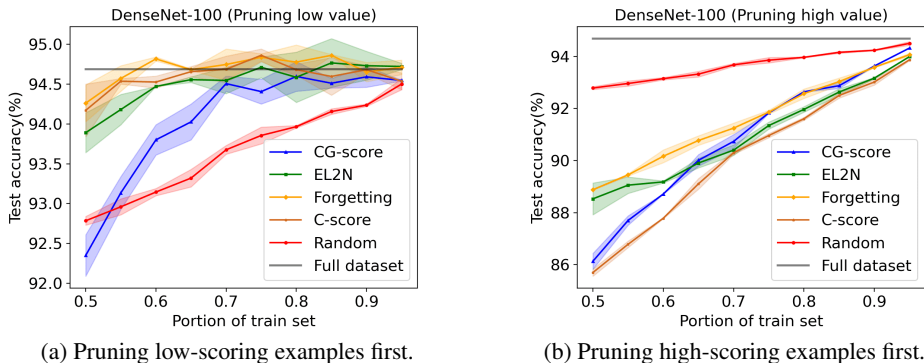 DenseNet-100 (Pruning low value)
Test accuracy(%)
95.0
94.5
94.0
93.5
93.0
92.5
92.0
CG-score
EL2N
Forgetting
C-score
Random
Full dataset
0.5 0.6 0.7 0.8 0.9
Portion of train set
(a) Pruning low-scoring examples first.
DenseNet-100 (Pruning high value)
Test accuracy(%)
94
92
90
88
86
CG-score
EL2N
Forgetting
C-score
Random
Full dataset
0.5 0.6 0.7 0.8 0.9
Portion of train set
(b) Pruning high-scoring examples first.